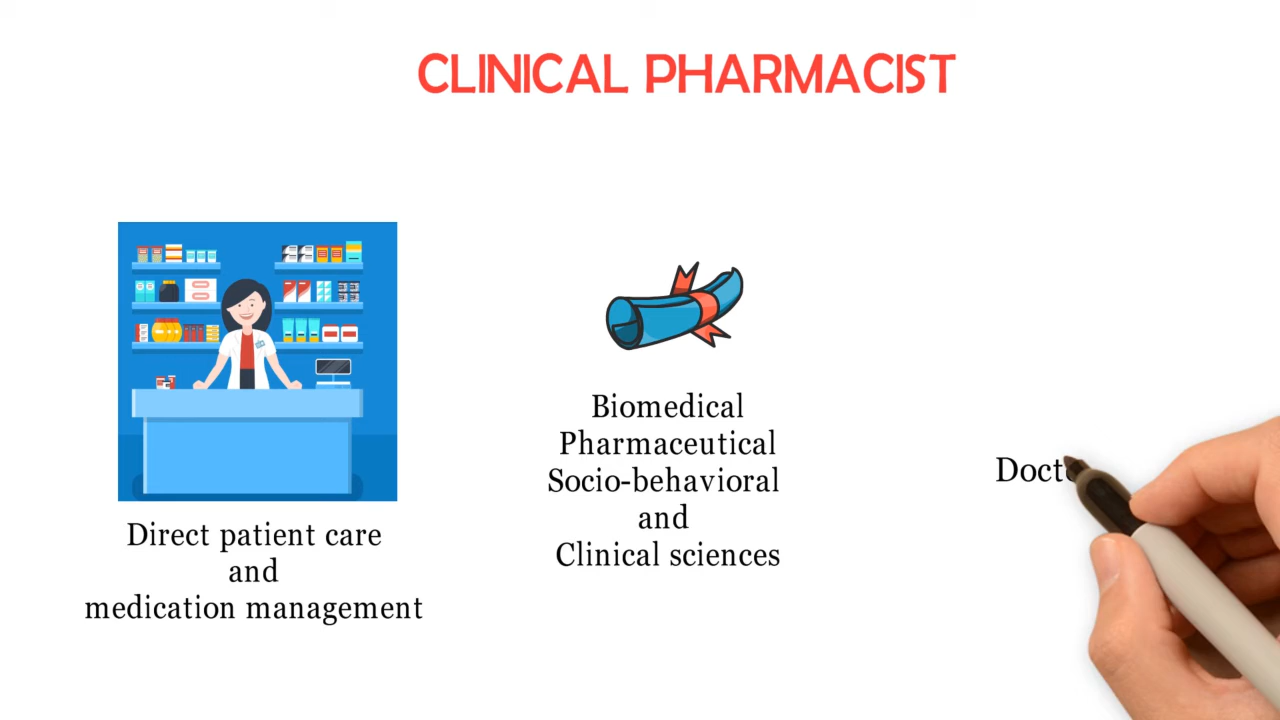 CLINICAL PHARMACIST
Direct patient care
and
medication management
Biomedical
Pharmaceutical
Socio-behavioral
and
Clinical sciences